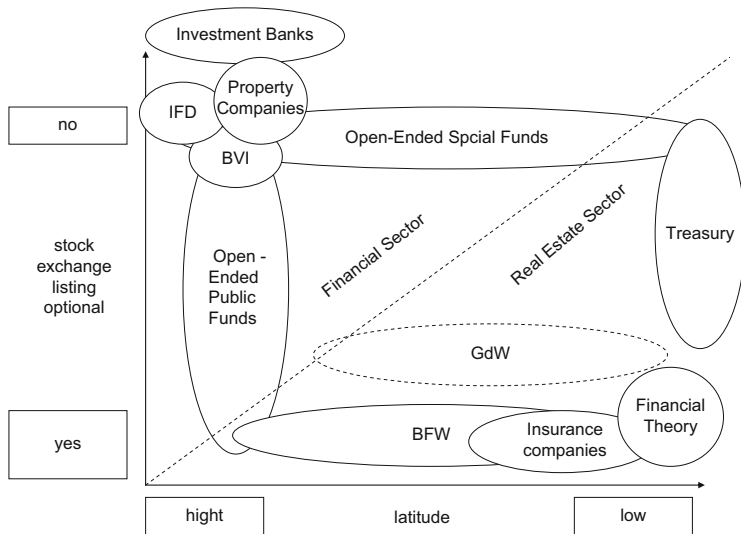 Investment Banks
Property
Companies
IFD
no
Open-Ended Spcial Funds
BVI
Financial Sector
Real Estate Sector
Treasury
stock
exchange
listing
optional
Open -
Ended
Public
Funds
GdW
Financial
Theory
yes
BFW
Insurance
companies
hight
latitude
low